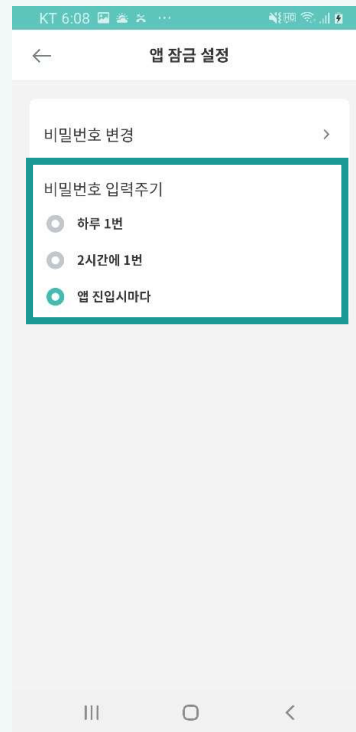 KT 6:08
앱 잠금 설정
비밀번호 변경
비밀번호 입력주기
하루 1번
2시간에 1번
앱 진입시마다